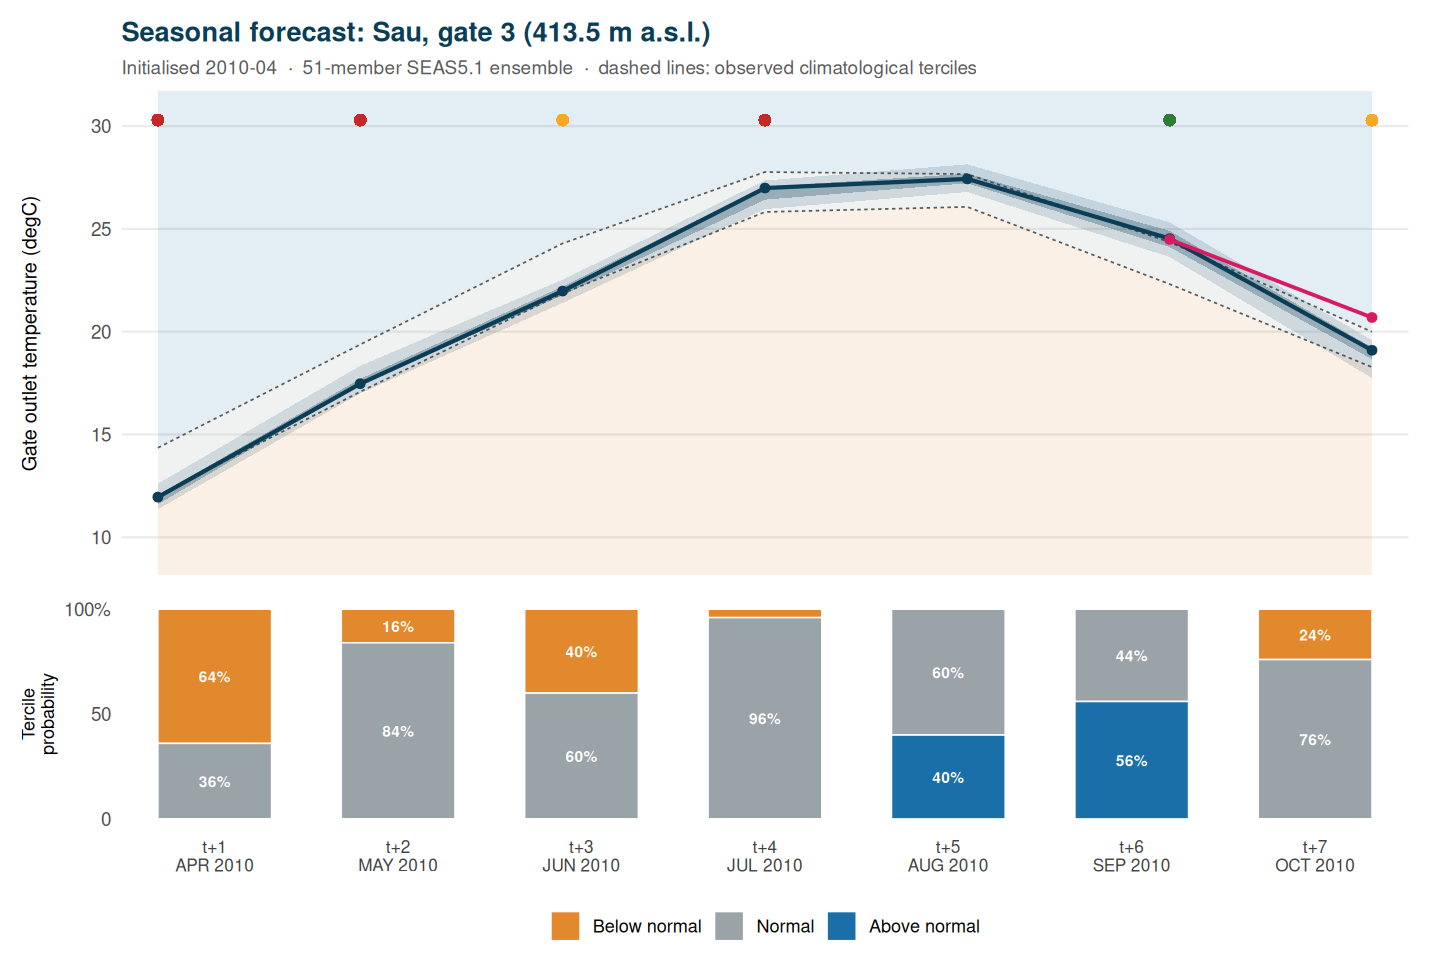 Seasonal forecast: Sau, gate 3 (413.5 m a.s.l.)
Initialised 2010-04 · 51-member SEAS5.1 ensemble · dashed lines: observed climatological terciles
Gate outlet temperature (degC)
30
25
20
15
10
Tercile
probability
100%
50
0
64%
36%
16%
84%
40%
60%
96%
60%
40%
44%
56%
24%
76%
t+1
APR 2010
t+2
MAY 2010
t+3
JUN 2010
t+4
JUL 2010
t+5
AUG 2010
t+6
SEP 2010
t+7
OCT 2010
Below normal
Normal
Above normal